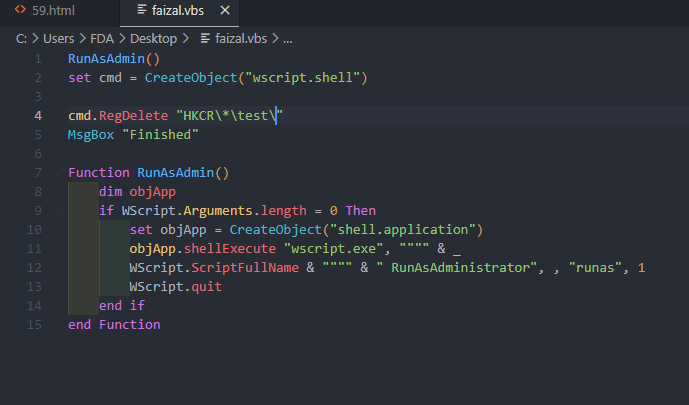 59.html faizal.vbs
C: > Users > FDA > Desktop > faizal.vbs > ...
1 RunAsAdmin()
2 set cmd = CreateObject("wscript.shell")
3
4 cmd.RegDelete "HKCR\*\test\"
5 MsgBox "Finished"
6
7 Function RunAsAdmin()
8 dim objApp
9 if WScript.Arguments.length = 0 Then
10 set objApp = CreateObject("shell.application")
11 objApp.shellExecute "wscript.exe", """" & _
12 WScript.ScriptFullName & """" & " RunAsAdministrator", , "runas", 1
13 WScript.quit
14 end if
15 end Function